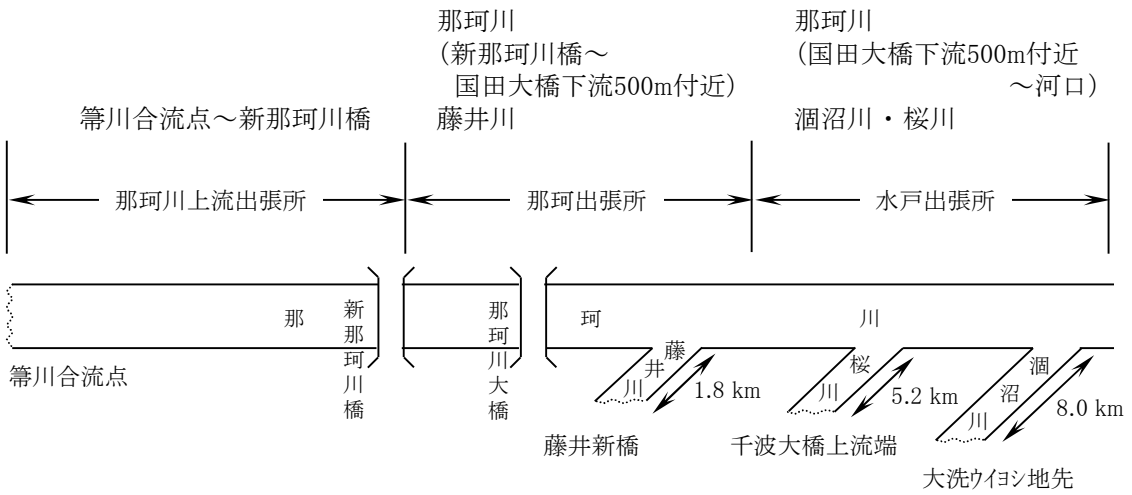 那珂川
(新那珂川橋～
国田大橋下流500m付近)
藤井川
那珂川
(国田大橋下流500m付近
～河口)
涸沼川・桜川
箒川合流点～新那珂川橋
那珂川上流出張所
那珂出張所
水戸出張所
那
珂
川
新那珂川橋
那珂川大橋
箒川合流点
藤井川
1.8 km
桜川
5.2 km
涸沼川
8.0 km
藤井新橋
千波大橋上流端
大洗ウイヨシ地先